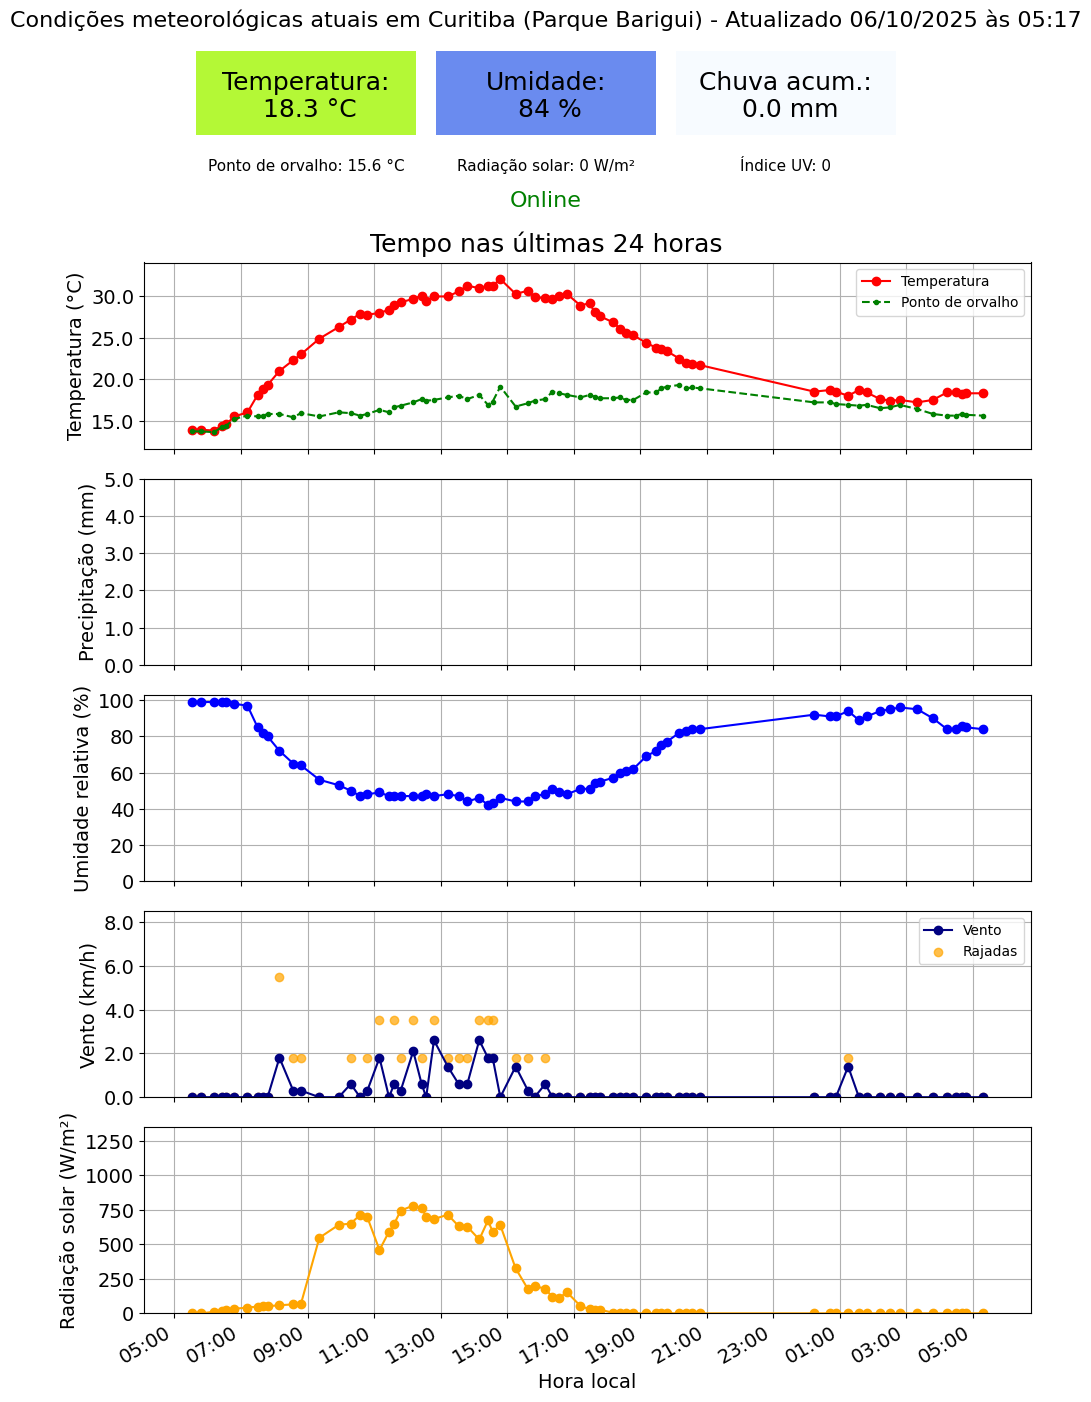 Condições meteorológicas atuais em Curitiba (Parque Barigui) - Atualizado 06/10/2025 às 05:17
Temperatura:
18.3 °C
Umidade:
84 %
Chuva acum.:
0.0 mm
Ponto de orvalho: 15.6 °C
Radiação solar: 0 W/m²
Índice UV: 0
Online
Tempo nas últimas 24 horas
Temperatura (°C)
30.0
25.0
20.0
15.0
Temperatura
Ponto de orvalho
Precipitação (mm)
5.0
4.0
3.0
2.0
1.0
0.0
Umidade relativa (%)
100
80
60
40
20
0
Vento (km/h)
8.0
6.0
4.0
2.0
0.0
Vento
Rajadas
Radiação solar (W/m²)
1250
1000
750
500
250
0
05:00 07:00 09:00 11:00 13:00 15:00 17:00 19:00 21:00 23:00 01:00 03:00 05:00
Hora local